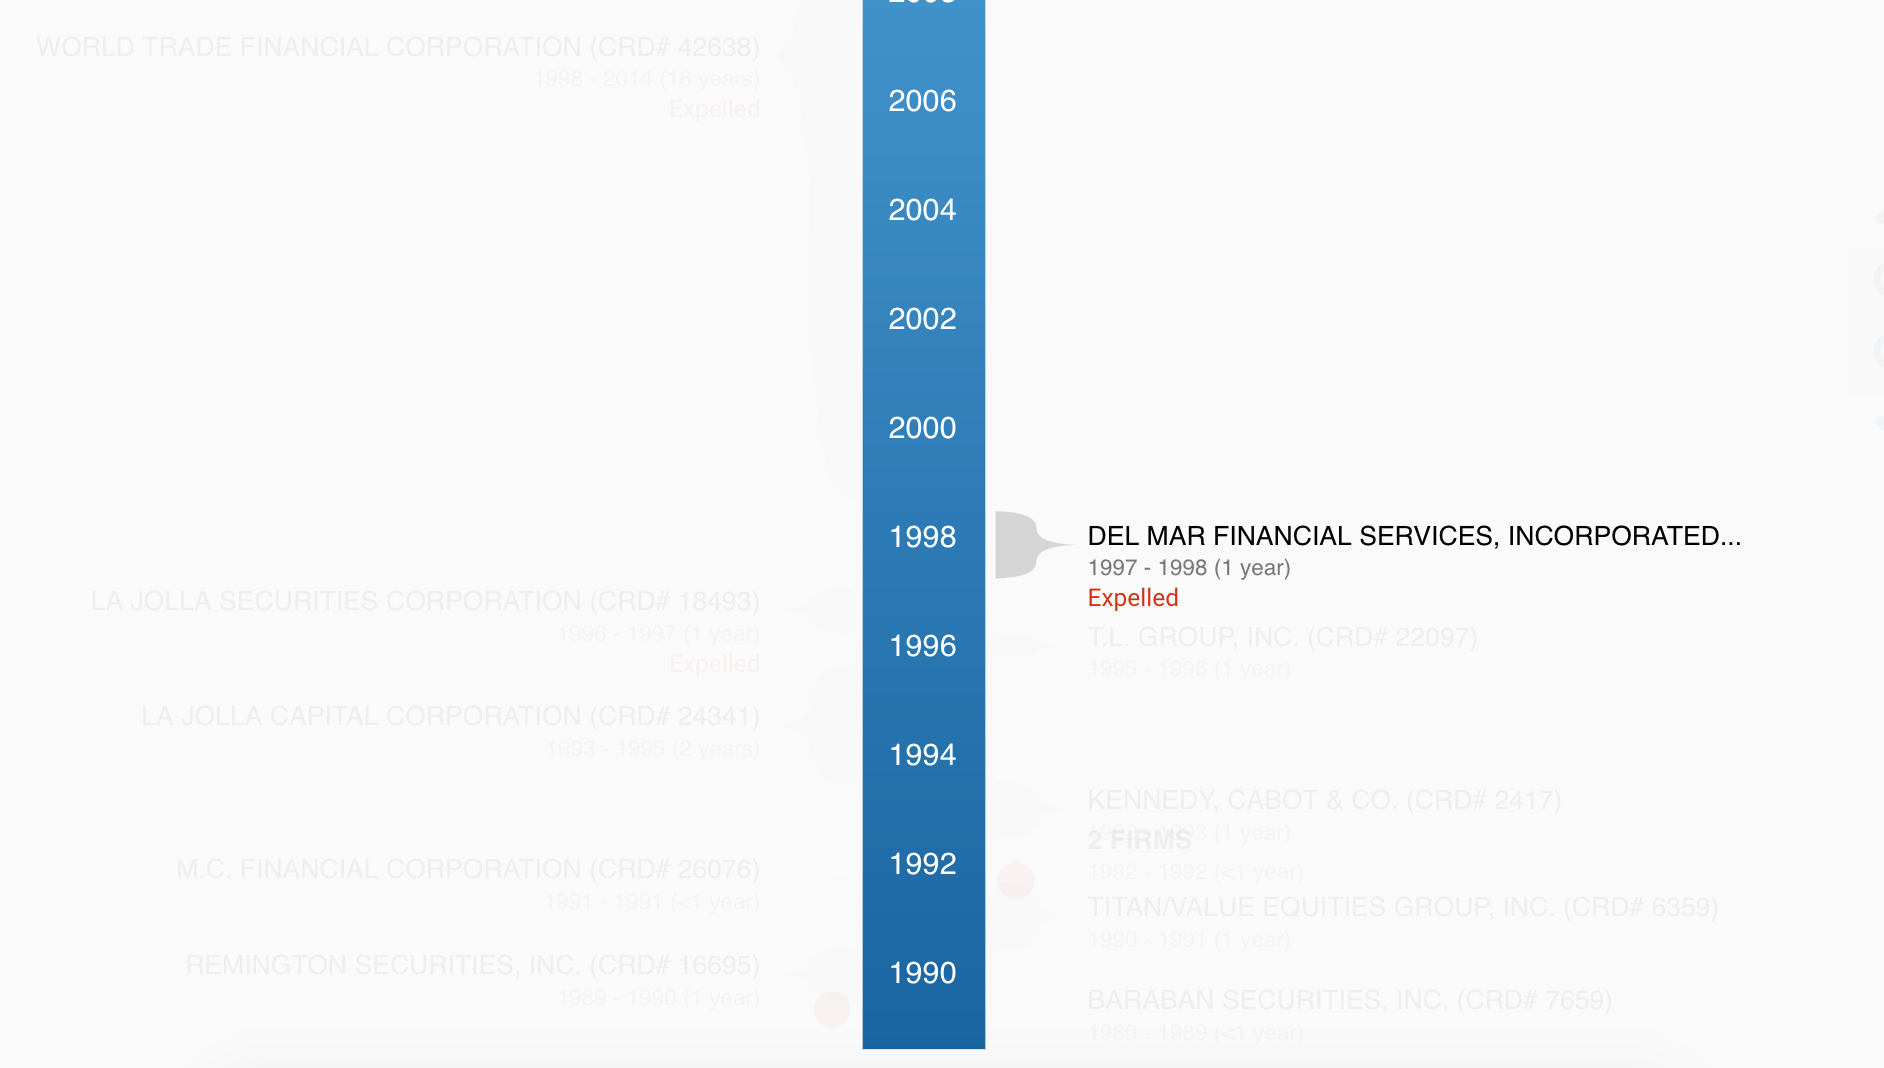 WORLD TRADE FINANCIAL CORPORATION (CRD# 42638)
1998 - 2014 (16 years)
Expelled
2006
2004
2002
2000
1998
DEL MAR FINANCIAL SERVICES, INCORPORATED...
1997 - 1998 (1 year)
Expelled
LA JOLLA SECURITIES CORPORATION (CRD# 18493)
1996 - 1997 (1 year)
Expelled
1996
T.L. GROUP, INC. (CRD# 22097)
1995 - 1996 (1 year)
LA JOLLA CAPITAL CORPORATION (CRD# 24341)
1993 - 1995 (2 years)
1994
KENNEDY, CABOT & CO. (CRD# 2417)
(1 year)
2 FIRMS
1992 - 1992 (<1 year)
M.C. FINANCIAL CORPORATION (CRD# 26076)
1991 - 1991 (<1 year)
1992
TITAN/VALUE EQUITIES GROUP, INC. (CRD# 6359)
1990 - 1991 (1 year)
REMINGTON SECURITIES, INC. (CRD# 16695)
1989 - 1990 (1 year)
1990
BARABAN SECURITIES, INC. (CRD# 7659)
1989 - 1989 (<1 year)